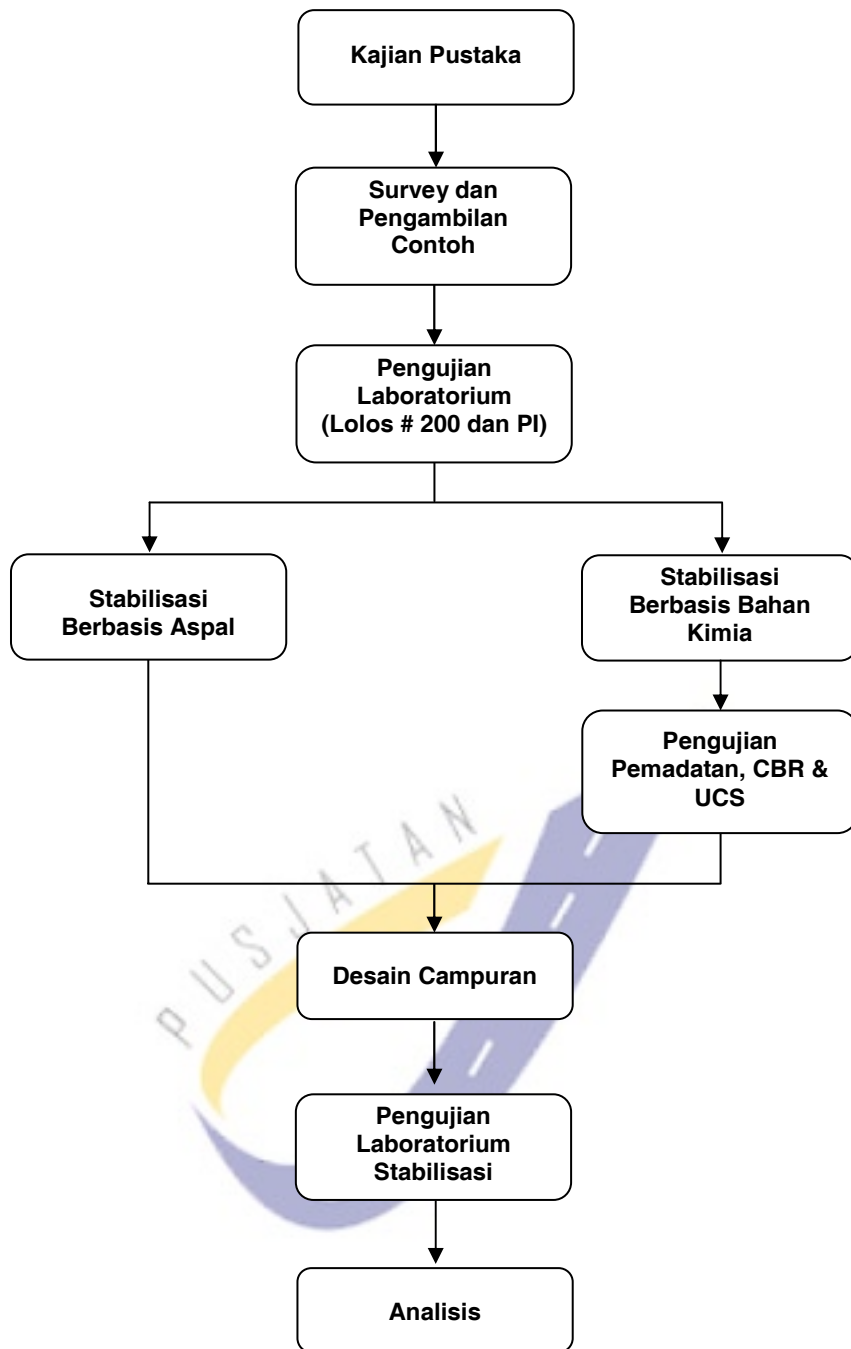 Kajian Pustaka
Survey dan
Pengambilan
Contoh
Pengujian
Laboratorium
(Lolos # 200 dan PI)
Stabilisasi
Berbasis Aspal
Stabilisasi
Berbasis Bahan
Kimia
Pengujian
Pemadatan, CBR &
UCS
PUSJATAN
Desain Campuran
Pengujian
Laboratorium
Stabilisasi
Analisis